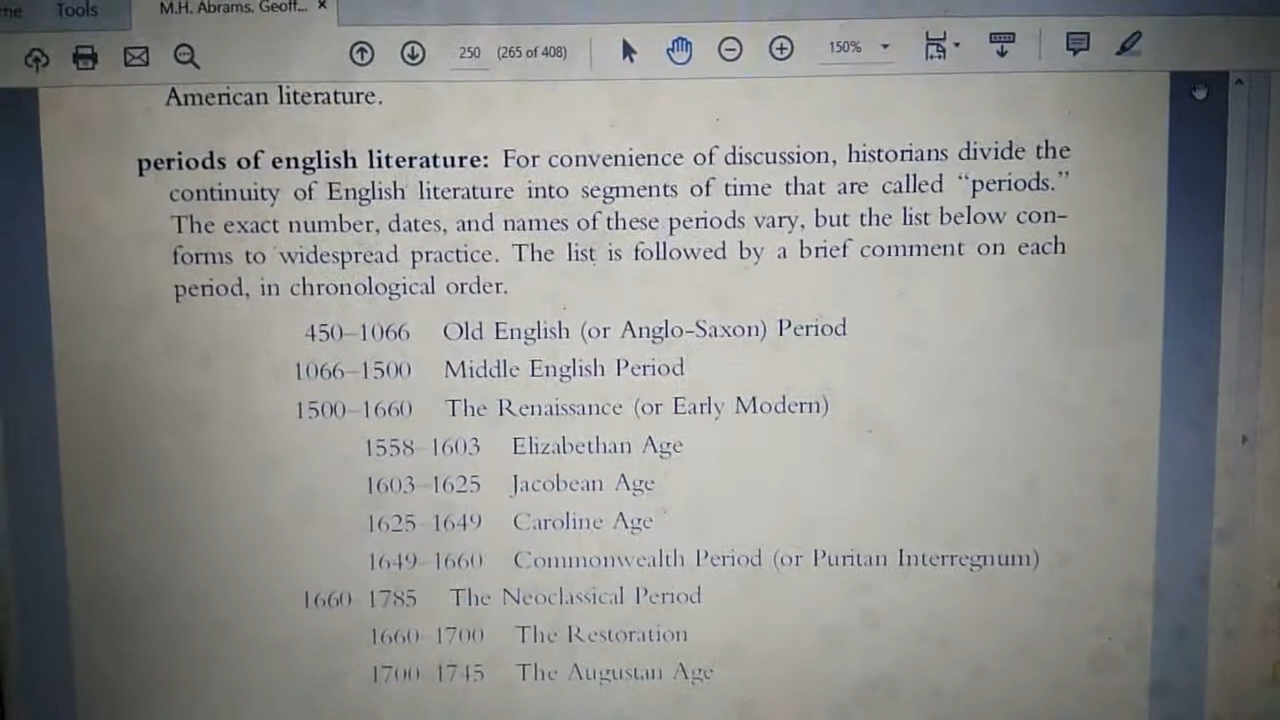 me Tools M.H. Abrams, Geoff... ×
250 (265 of 408) 150%
American literature.
periods of english literature: For convenience of discussion, historians divide the
continuity of English literature into segments of time that are called “periods.”
The exact number, dates, and names of these periods vary, but the list below con-
forms to widespread practice. The list is followed by a brief comment on each
period, in chronological order.
450–1066 Old English (or Anglo-Saxon) Period
1066–1500 Middle English Period
1500–1660 The Renaissance (or Early Modern)
1558–1603 Elizabethan Age
1603–1625 Jacobean Age
1625–1649 Caroline Age
1649–1660 Commonwealth Period (or Puritan Interregnum)
1660–1785 The Neoclassical Period
1660–1700 The Restoration
1700–1745 The Augustan Age